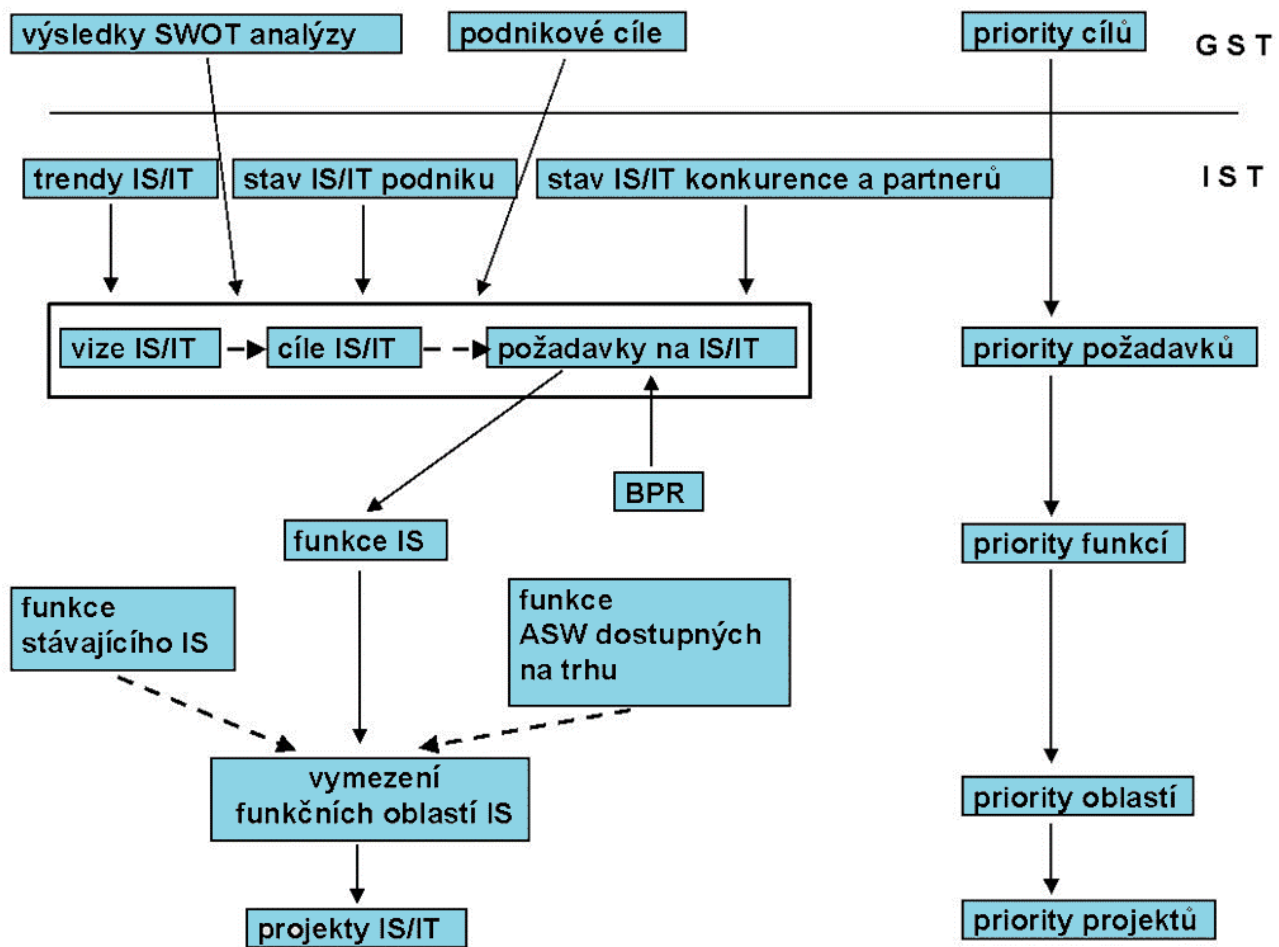 výsledky SWOT analýzy
podnikové cíle
priority cílů
G S T
trendy IS/IT
stav IS/IT podniku
stav IS/IT konkurence a partnerů
I S T
vize IS/IT
cíle IS/IT
požadavky na IS/IT
priority požadavků
BPR
funkce IS
priority funkcí
funkce
stávajícího IS
funkce
ASW dostupných
na trhu
vymezení
funkčních oblastí IS
priority oblastí
projekty IS/IT
priority projektů